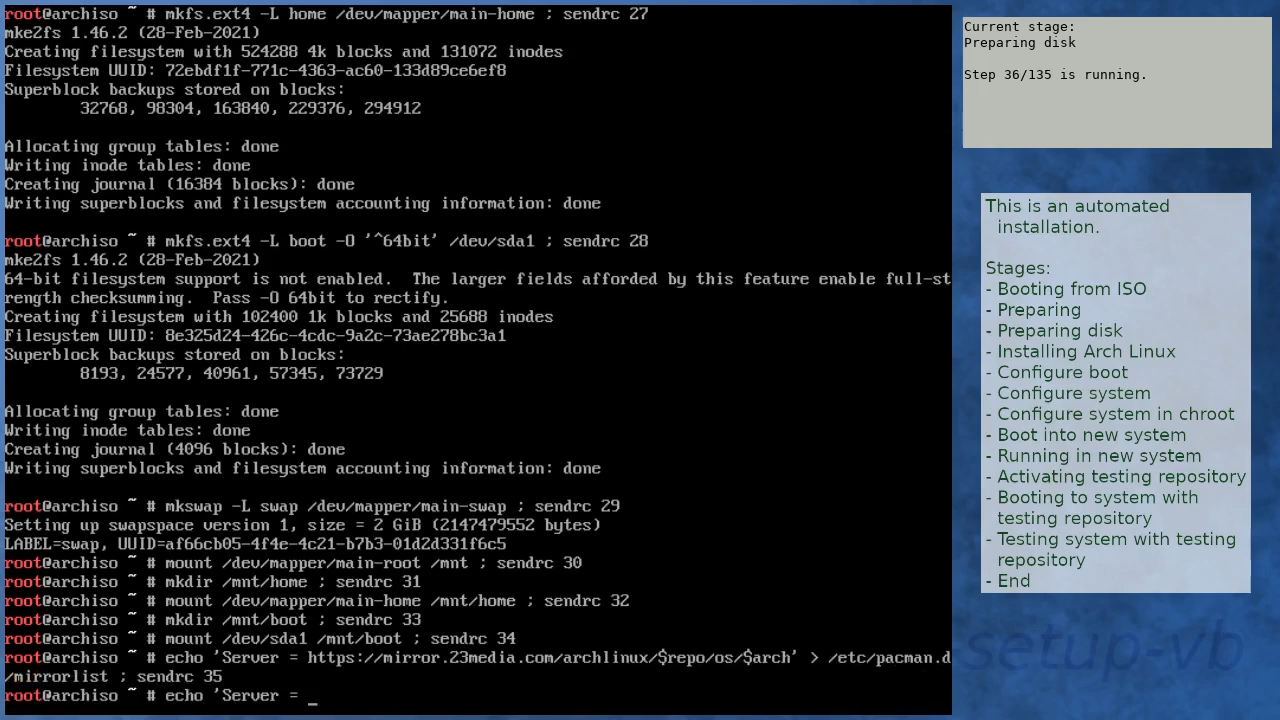 root@archiso ~ # mkfs.ext4 -L home /dev/mapper/main-home ; sendrc 27
mke2fs 1.46.2 (28-Feb-2021)
Creating filesystem with 524288 4k blocks and 131072 inodes
Filesystem UUID: 72ebdf1f-771c-4363-ac60-133d89ce6ef8
Superblock backups stored on blocks:
        32768, 98304, 163840, 229376, 294912
Allocating group tables: done
Writing inode tables: done
Creating journal (16384 blocks): done
Writing superblocks and filesystem accounting information: done
root@archiso ~ # mkfs.ext4 -L boot -O '^64bit' /dev/sda1 ; sendrc 28
mke2fs 1.46.2 (28-Feb-2021)
64-bit filesystem support is not enabled.  The larger fields afforded by this feature enable full-st
rength checksumming.  Pass -O 64bit to rectify.
Creating filesystem with 102400 1k blocks and 25688 inodes
Filesystem UUID: 8e325d24-426c-4cdc-9a2c-73ae278bc3a1
Superblock backups stored on blocks:
        8193, 24577, 40961, 57345, 73729
Allocating group tables: done
Writing inode tables: done
Creating journal (4096 blocks): done
Writing superblocks and filesystem accounting information: done
root@archiso ~ # mkswap -L swap /dev/mapper/main-swap ; sendrc 29
Setting up swapspace version 1, size = 2 GiB (2147479552 bytes)
LABEL=swap, UUID=af66cb05-4f4e-4c21-b7b3-01d2d331f6c5
root@archiso ~ # mount /dev/mapper/main-root /mnt ; sendrc 30
root@archiso ~ # mkdir /mnt/home ; sendrc 31
root@archiso ~ # mount /dev/mapper/main-home /mnt/home ; sendrc 32
root@archiso ~ # mkdir /mnt/boot ; sendrc 33
root@archiso ~ # mount /dev/sda1 /mnt/boot ; sendrc 34
root@archiso ~ # echo 'Server = https://mirror.23media.com/archlinux/$repo/os/$arch' > /etc/pacman.d
/mirrorlist ; sendrc 35
root@archiso ~ # echo 'Server = _
Current stage:
Preparing disk
Step 36/135 is running.
This is an automated
installation.
Stages:
- Booting from ISO
- Preparing
- Preparing disk
- Installing Arch Linux
- Configure boot
- Configure system
- Configure system in chroot
- Boot into new system
- Running in new system
- Activating testing repository
- Booting to system with
testing repository
- Testing system with testing
repository
- End
setup-vb